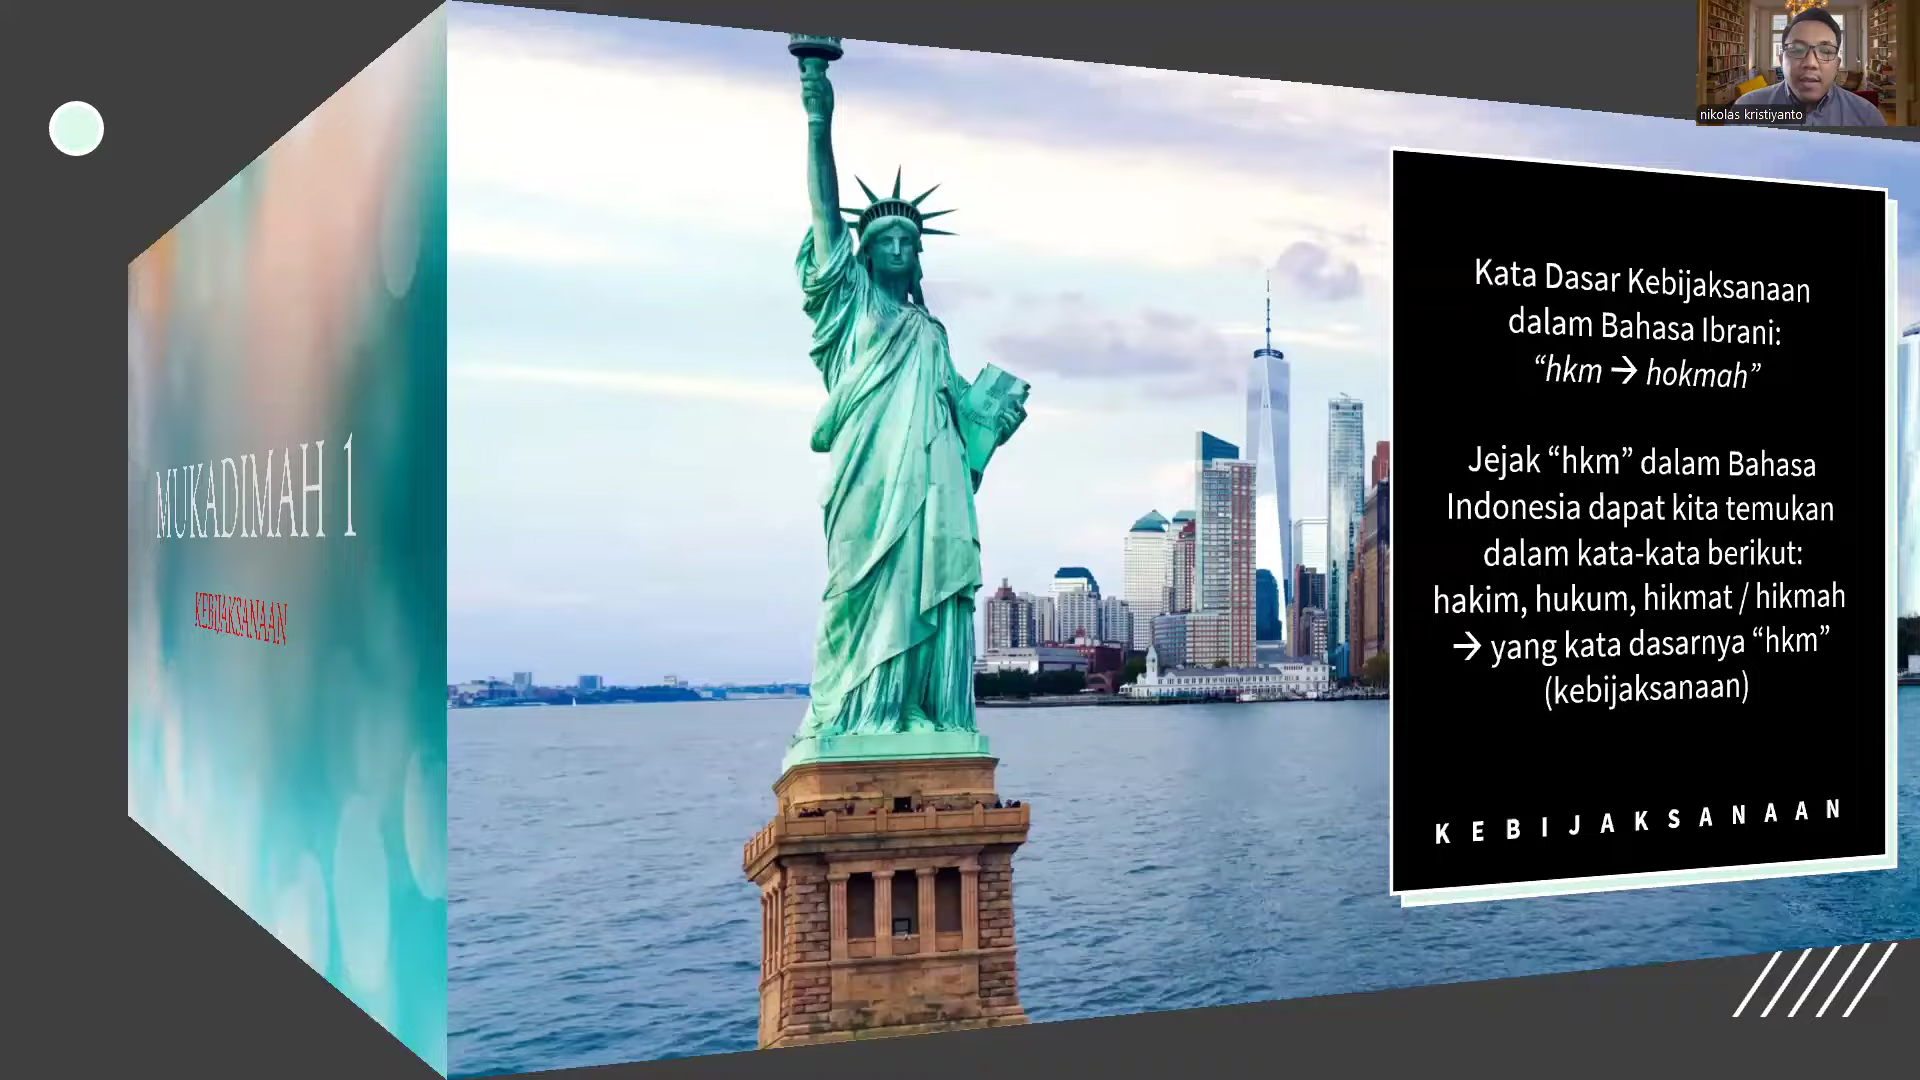 MUKADIMAH 1
KEBIJAKSANAAN
nikolas kristiyanto
Kata Dasar Kebijaksanaan
dalam Bahasa Ibrani:
“hkm → hokmah”
Jejak “hkm” dalam Bahasa
Indonesia dapat kita temukan
dalam kata-kata berikut:
hakim, hukum, hikmat / hikmah
→ yang kata dasarnya “hkm”
(kebijaksanaan)
KEBIJAKSANAAN